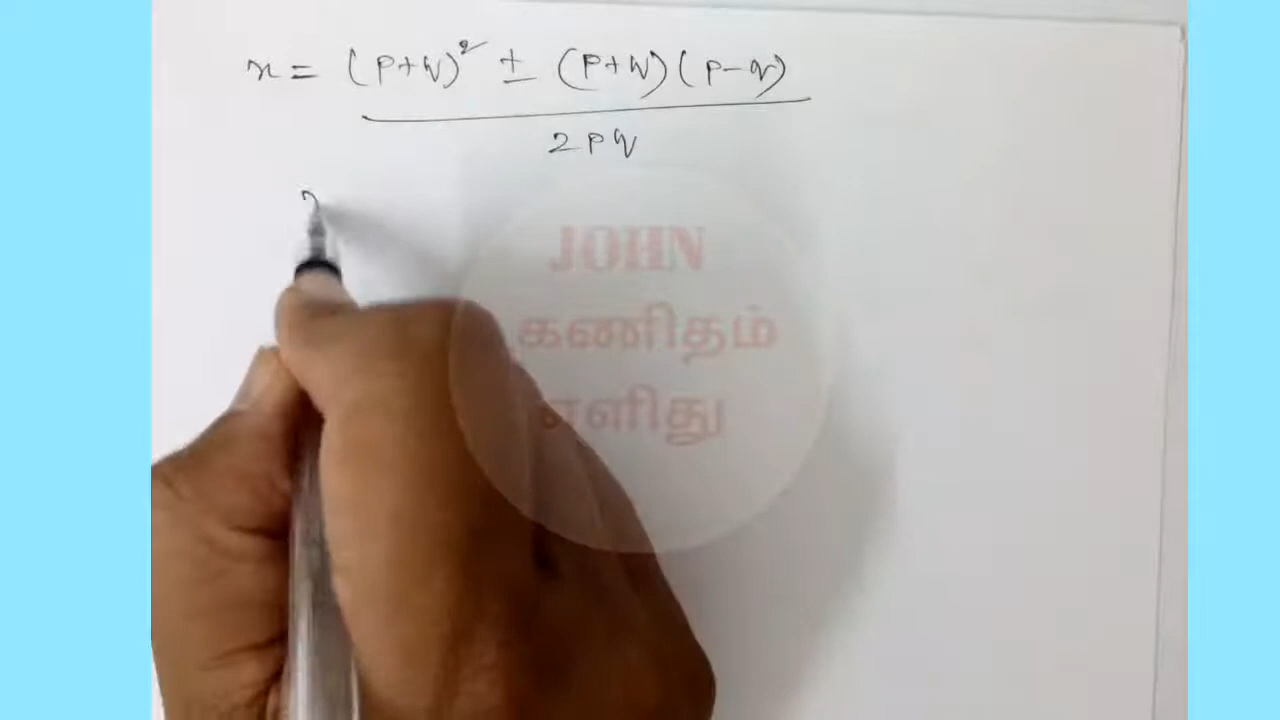 x = (p+q)² ± (p+q)(p-q)
2pq
JOHN
கணிதம்
எளிது